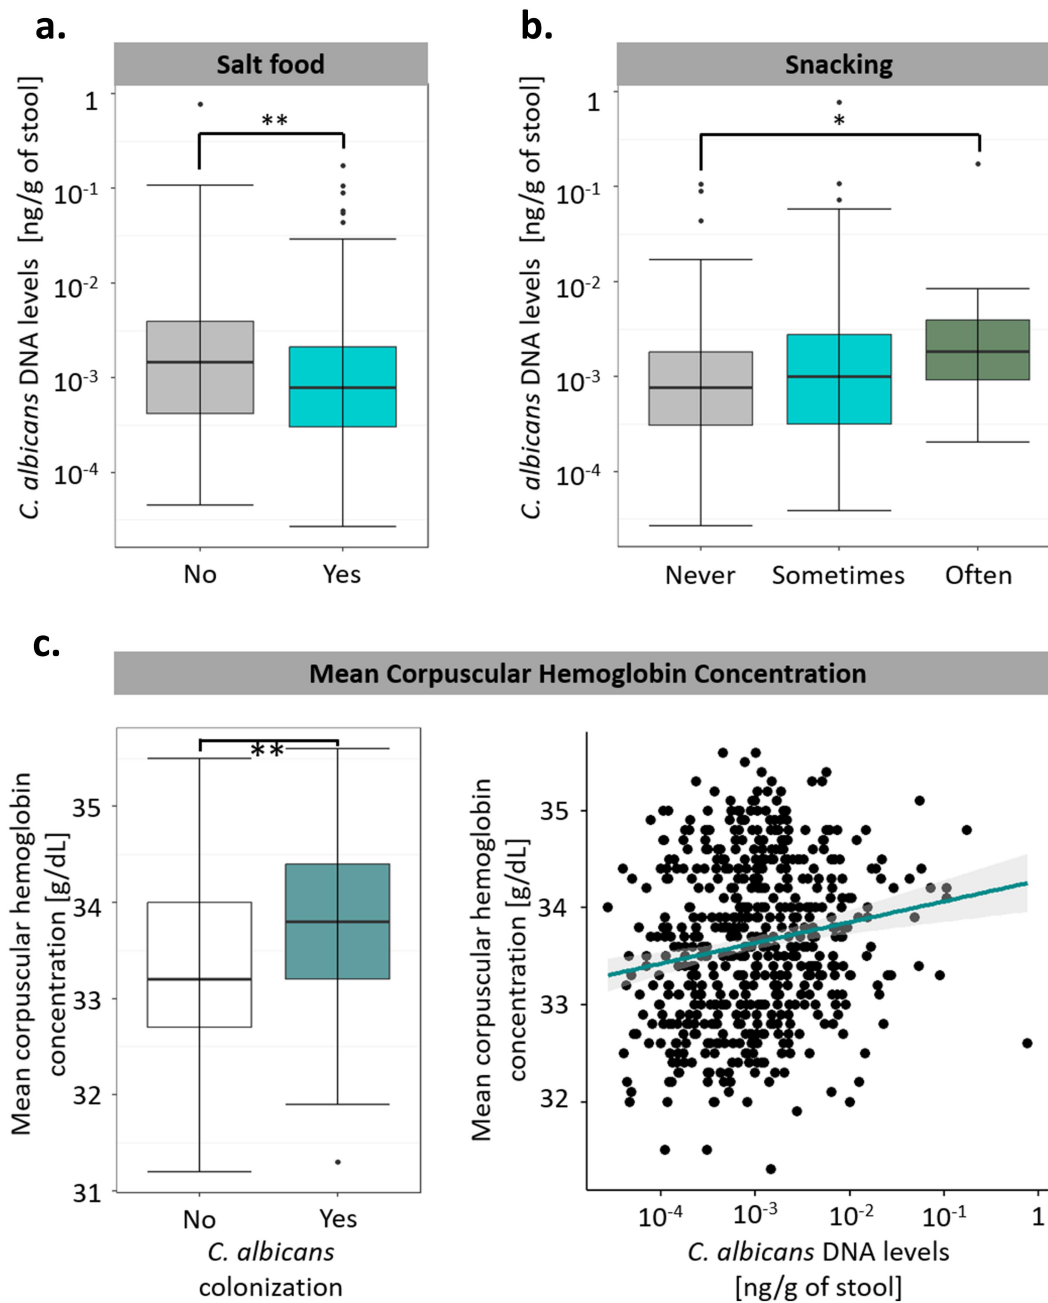 a.
Salt food
C. albicans DNA levels [ng/g of stool]
1
10⁻¹
10⁻²
10⁻³
10⁻⁴
**
No Yes
b.
Snacking
C. albicans DNA levels [ng/g of stool]
1
10⁻¹
10⁻²
10⁻³
10⁻⁴
*
Never Sometimes Often
c.
Mean Corpuscular Hemoglobin Concentration
Mean corpuscular hemoglobin
concentration [g/dL]
35
34
33
32
31
**
No Yes
C. albicans
colonization
Mean corpuscular hemoglobin
concentration [g/dL]
35
34
33
32
10⁻⁴ 10⁻³ 10⁻² 10⁻¹ 1
C. albicans DNA levels
[ng/g of stool]